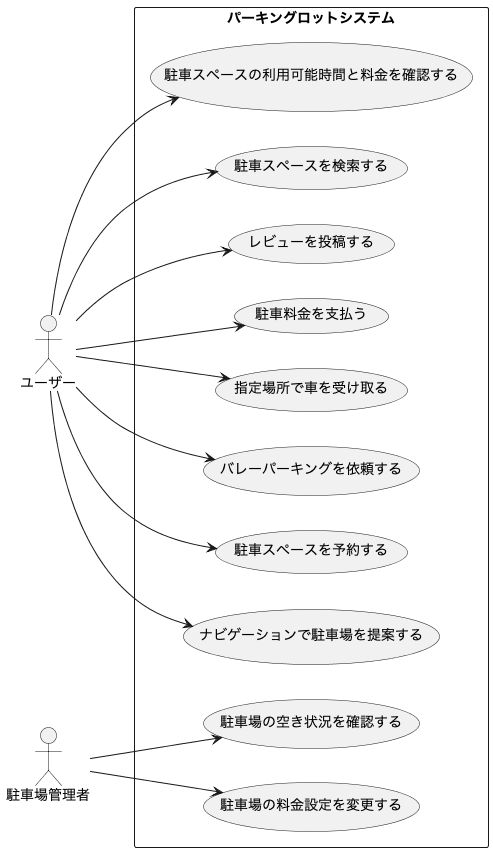 パーキングロットシステム
駐車スペースの利用可能時間と料金を確認する
駐車スペースを検索する
レビューを投稿する
駐車料金を支払う
ユーザー
指定場所で車を受け取る
バレーパーキングを依頼する
駐車スペースを予約する
ナビゲーションで駐車場を提案する
駐車場の空き状況を確認する
駐車場管理者
駐車場の料金設定を変更する